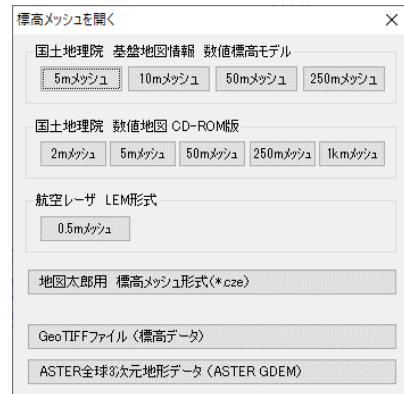 標高メッシュを開く
国土地理院 基盤地図情報 数値標高モデル
5mメッシュ 10mメッシュ 50mメッシュ 250mメッシュ
国土地理院 数値地図 CD-ROM版
2mメッシュ 5mメッシュ 50mメッシュ 250mメッシュ 1kmメッシュ
航空レーザ LEM形式
0.5mメッシュ
地図太郎用 標高メッシュ形式(*.cze)
GeoTIFFファイル（標高データ）
ASTER全球3次元地形データ（ASTER GDEM）